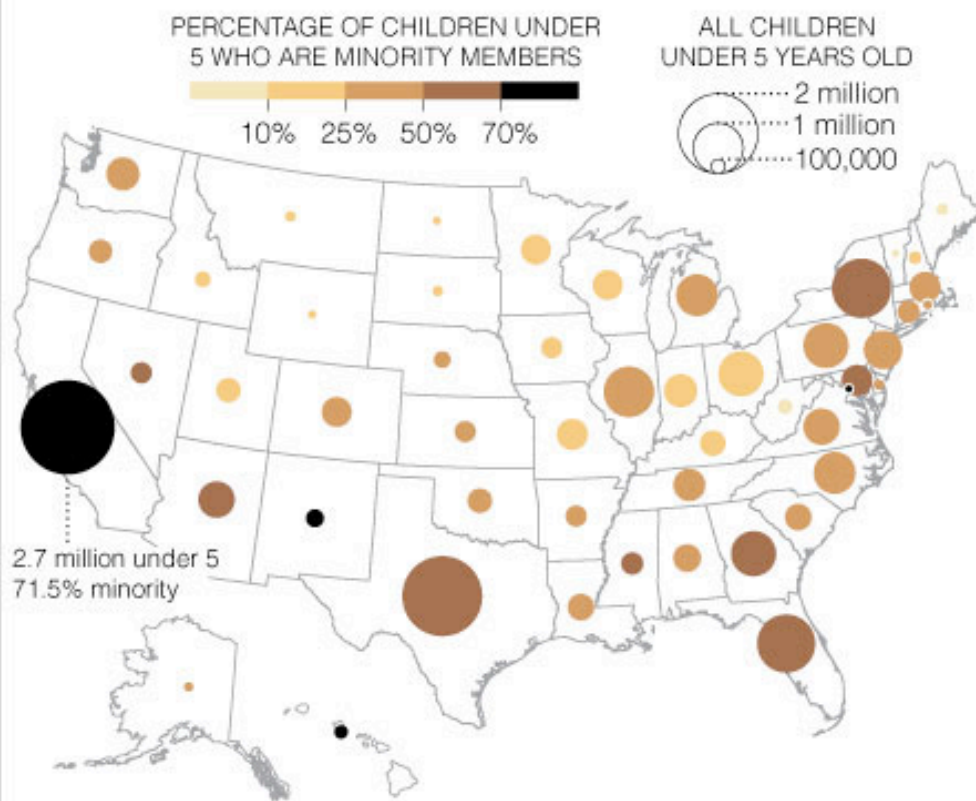 PERCENTAGE OF CHILDREN UNDER
5 WHO ARE MINORITY MEMBERS
10% 25% 50% 70%
ALL CHILDREN
UNDER 5 YEARS OLD
2 million
1 million
100,000
2.7 million under 5
71.5% minority